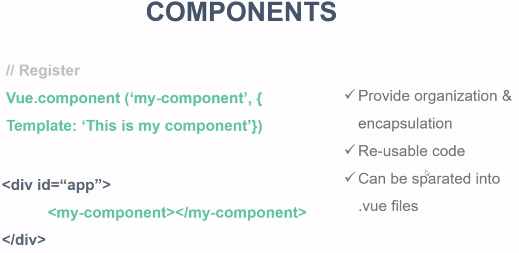 COMPONENTS
// Register
Vue.component (‘my-component’, {
Template: ‘This is my component’})
<div id=“app”>
<my-component></my-component>
</div>
✓ Provide organization &
encapsulation
✓ Re-usable code
✓ Can be sparated into
.vue files